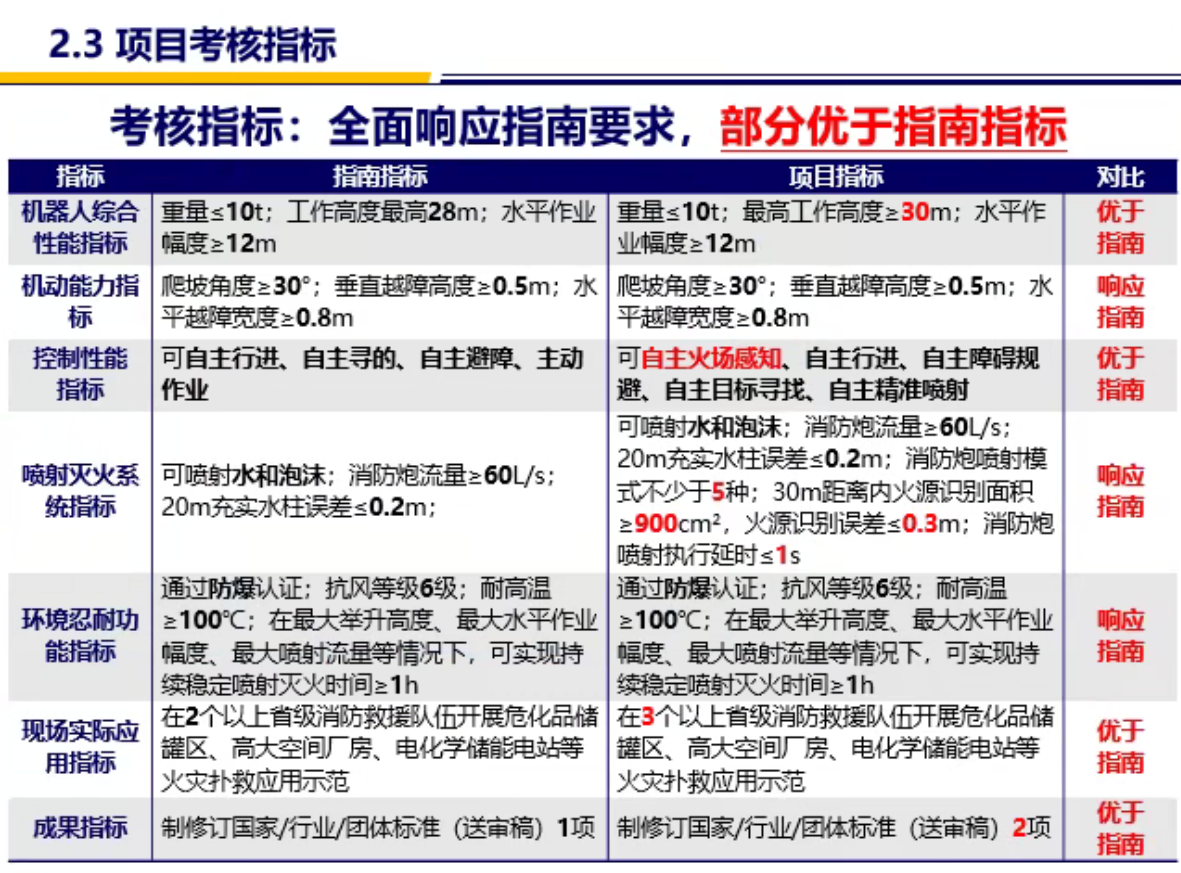 2.3 项目考核指标
考核指标：全面响应指南要求，部分优于指南指标
指标 指南指标 项目指标 对比
机器人综合
性能指标
重量≤10t；工作高度最高28m；水平作业
幅度≥12m
重量≤10t；最高工作高度≥30m；水平作
业幅度≥12m
优于
指南
机动能力指
标
爬坡角度≥30°；垂直越障高度≥0.5m；水
平越障宽度≥0.8m
爬坡角度≥30°；垂直越障高度≥0.5m；水
平越障宽度≥0.8m
响应
指南
控制性能
指标
可自主行进、自主寻的、自主避障、主动
作业
可自主火场感知、自主行进、自主障碍规
避、自主目标寻找、自主精准喷射
优于
指南
喷射灭火系
统指标
可喷射水和泡沫；消防炮流量≥60L/s；
20m充实水柱误差≤0.2m；
可喷射水和泡沫；消防炮流量≥60L/s；
20m充实水柱误差≤0.2m；消防炮喷射模
式不少于5种；30m距离内火源识别面积
≥900cm²，火源识别误差≤0.3m；消防炮
喷射执行延时≤1s
响应
指南
环境忍耐功
能指标
通过防爆认证；抗风等级6级；耐高温
≥100℃；在最大举升高度、最大水平作业
幅度、最大喷射流量等情况下，可实现持
续稳定喷射灭火时间≥1h
通过防爆认证；抗风等级6级；耐高温
≥100℃；在最大举升高度、最大水平作业
幅度、最大喷射流量等情况下，可实现持
续稳定喷射灭火时间≥1h
响应
指南
现场实际应
用指标
在2个以上省级消防救援队伍开展危化品储
罐区、高大空间厂房、电化学储能电站等
火灾扑救应用示范
在3个以上省级消防救援队伍开展危化品储
罐区、高大空间厂房、电化学储能电站等
火灾扑救应用示范
优于
指南
成果指标
制修订国家/行业/团体标准（送审稿）1项
制修订国家/行业/团体标准（送审稿）2项
优于
指南